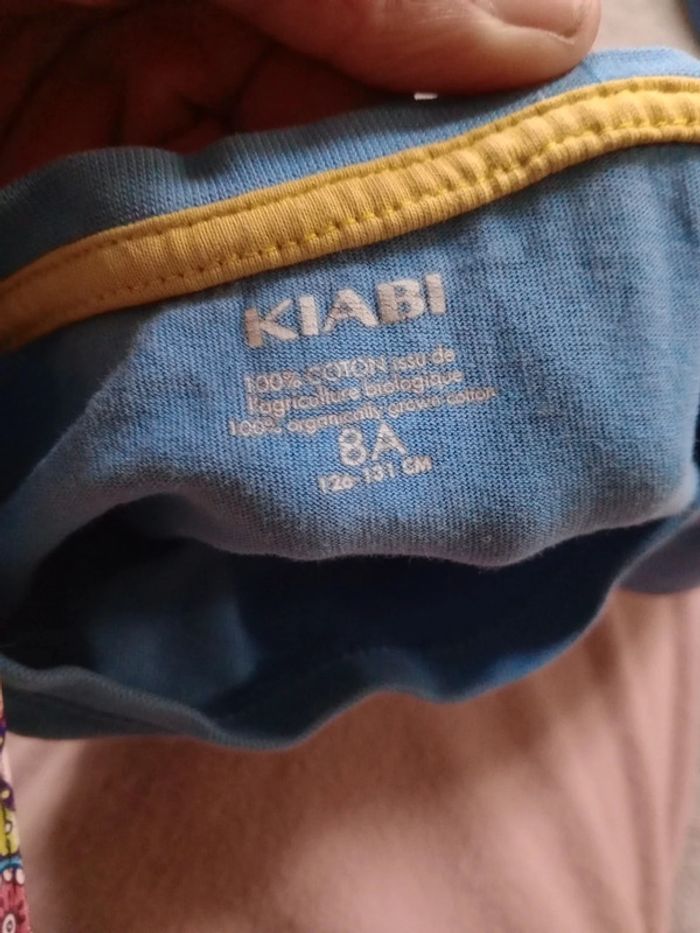 KIABI
100% COTON issu de
l'agriculture biologique
100% organically grown cotton
8A
126-131 CM